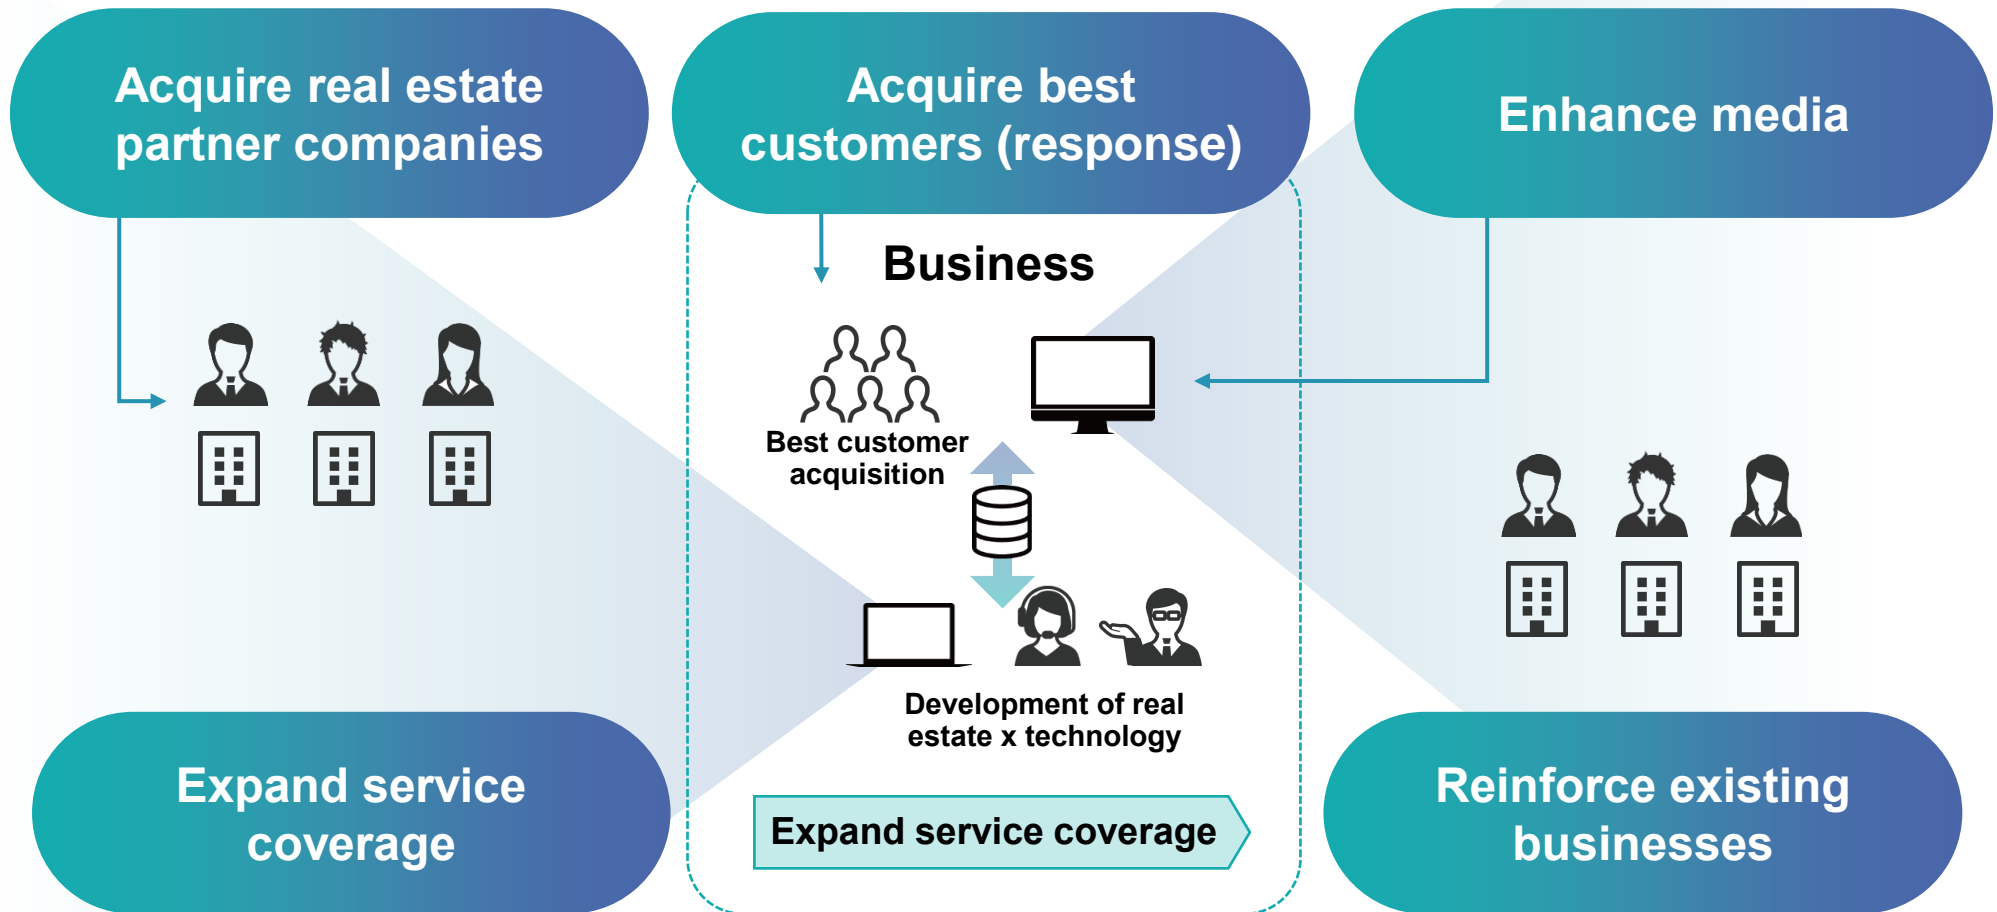 Acquire real estate
partner companies
Acquire best
customers (response)
Enhance media
Business
Best customer
acquisition
Development of real
estate x technology
Expand service
coverage
Expand service coverage
Reinforce existing
businesses